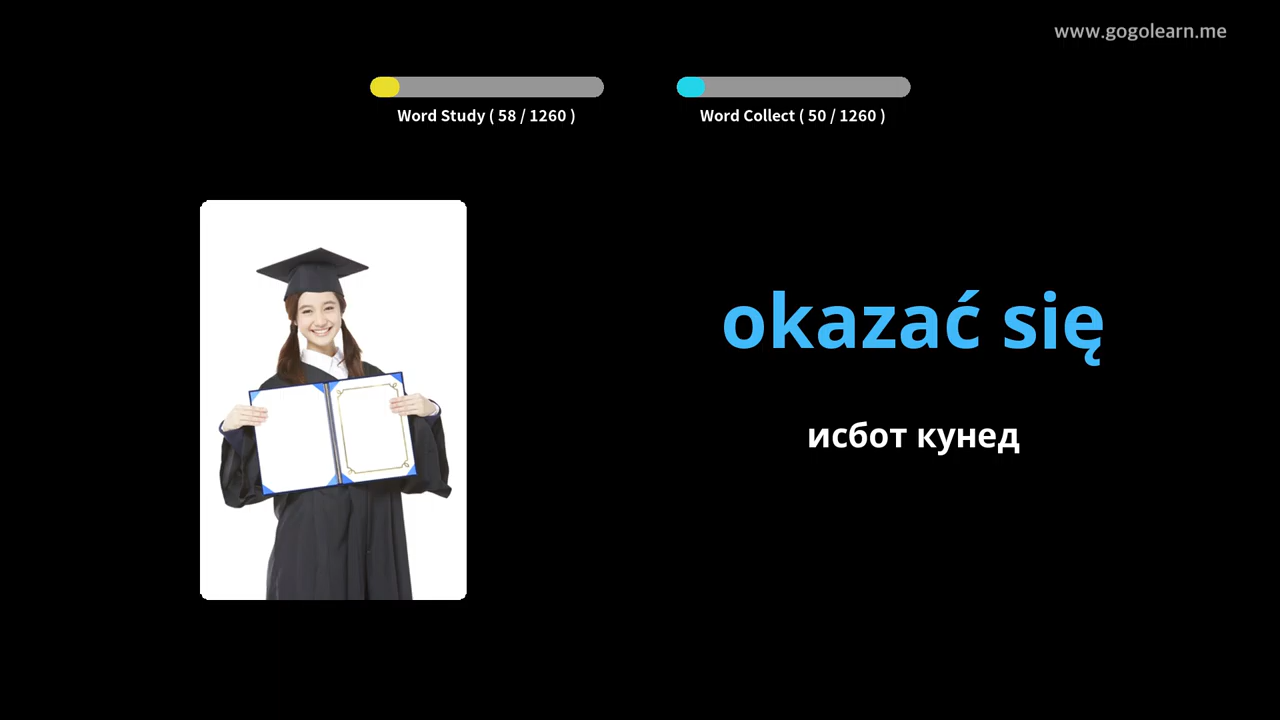 www.gogolearn.me
Word Study ( 58 / 1260 )
Word Collect ( 50 / 1260 )
okazać się
исбот кунед